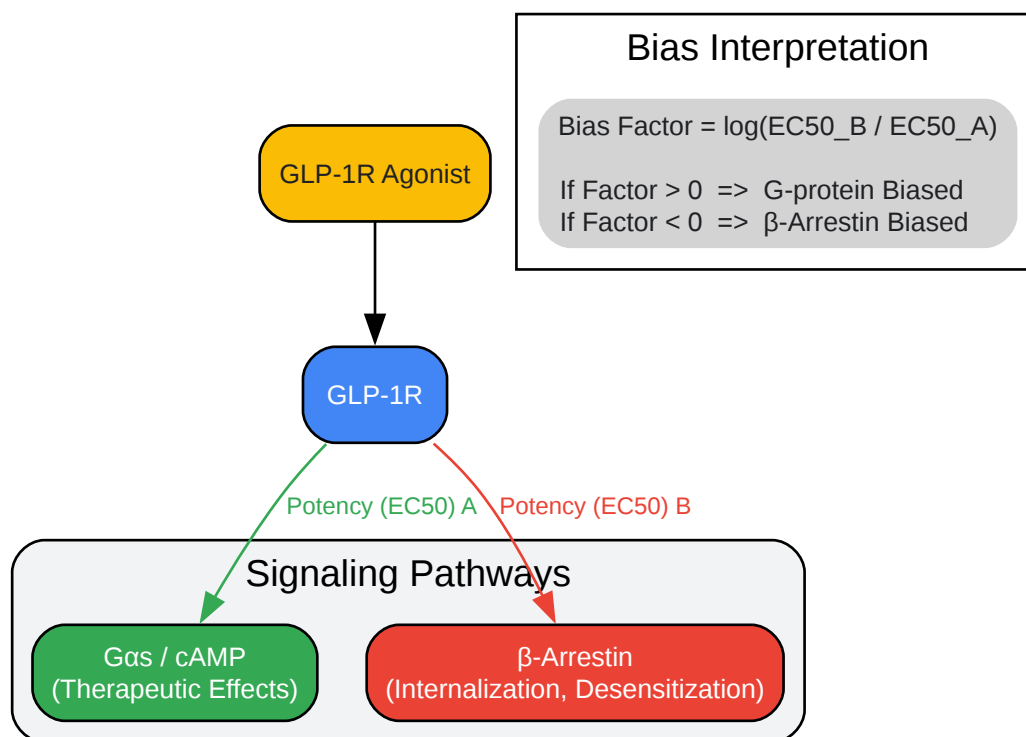 Bias Interpretation
Bias Factor = log(EC50_B / EC50_A)
If Factor > 0  =>  G-protein Biased
If Factor < 0  =>  β-Arrestin Biased
GLP-1R Agonist
GLP-1R
Potency (EC50) A
Potency (EC50) B
Signaling Pathways
Gαs / cAMP
(Therapeutic Effects)
β-Arrestin
(Internalization, Desensitization)